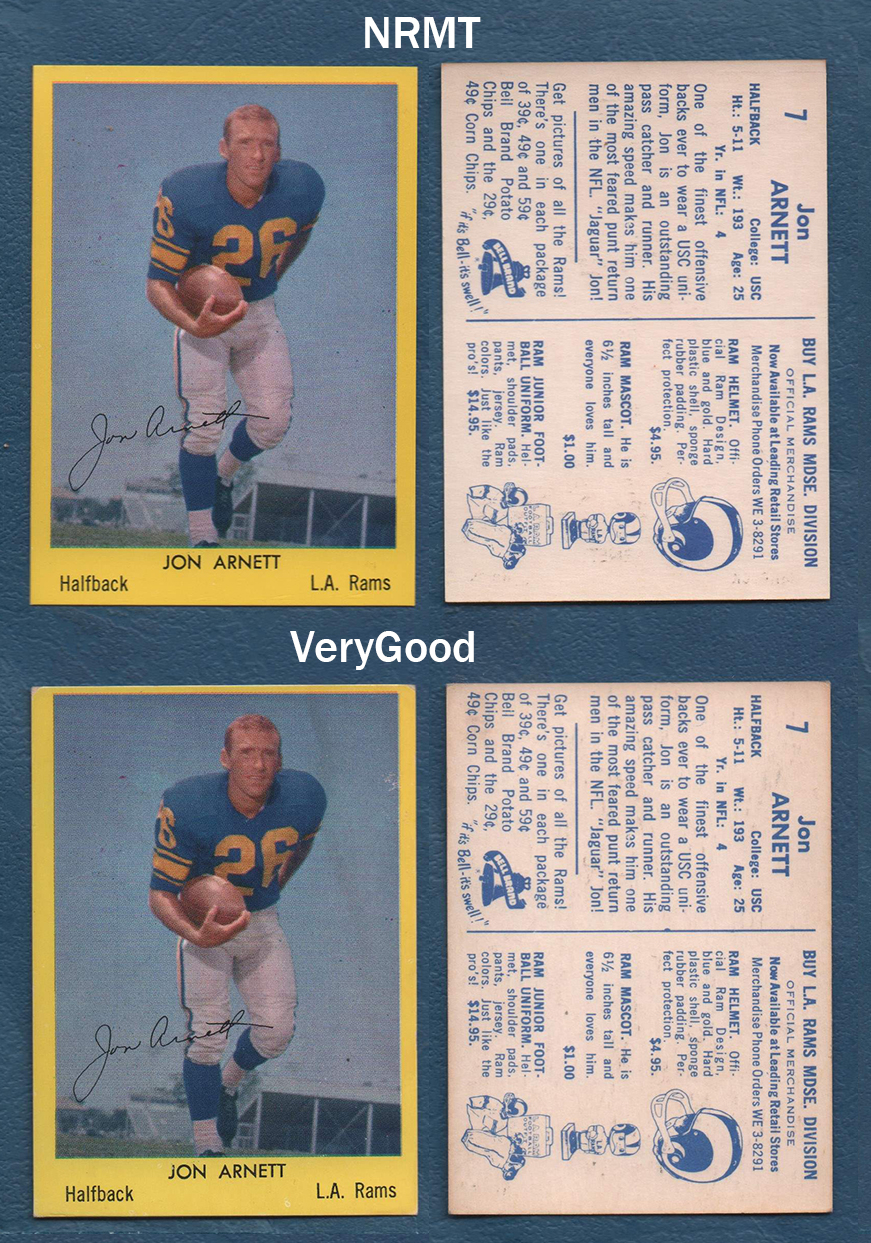 NRMT
26
26
Jon Arnett
JON ARNETT
Halfback
L.A. Rams
7
Jon
ARNETT
HALFBACK College: USC
Ht.: 5-11 Wt.: 193 Age: 25
Yr. in NFL: 4
One of the finest offensive
backs ever to wear a USC uni-
form, Jon is an outstanding
pass catcher and runner. His
amazing speed makes him one
of the most feared punt return
men in the NFL. "Jaguar" Jon!
Get pictures of all the Rams!
There's one in each package
of 39¢, 49¢ and 59¢
Bell Brand Potato
Chips and the 29¢,
49¢ Corn Chips.
BELL BRAND
"if it's Bell-it's swell!"
BUY L.A. RAMS MDSE. DIVISION
OFFICIAL MERCHANDISE
Now Available at Leading Retail Stores
Merchandise Phone Orders WE 3-8291
RAM HELMET. Offi-
cial Ram Design,
blue and gold. Hard
plastic shell, sponge
rubber padding. Per-
fect protection.
$4.95.
RAM MASCOT. He is
6½ inches tall and
everyone loves him.
$1.00
RAM JUNIOR FOOT-
BALL UNIFORM. Hel-
met, shoulder pads,
pants, jersey. Ram
colors. Just like the
pro's! $14.95.
VeryGood
26
26
Jon Arnett
JON ARNETT
Halfback
L.A. Rams
7
Jon
ARNETT
HALFBACK College: USC
Ht.: 5-11 Wt.: 193 Age: 25
Yr. in NFL: 4
One of the finest offensive
backs ever to wear a USC uni-
form, Jon is an outstanding
pass catcher and runner. His
amazing speed makes him one
of the most feared punt return
men in the NFL. "Jaguar" Jon!
Get pictures of all the Rams!
There's one in each package
of 39¢, 49¢ and 59¢
Bell Brand Potato
Chips and the 29¢,
49¢ Corn Chips.
BELL BRAND
"if it's Bell-it's swell!"
BUY L.A. RAMS MDSE. DIVISION
OFFICIAL MERCHANDISE
Now Available at Leading Retail Stores
Merchandise Phone Orders WE 3-8291
RAM HELMET. Offi-
cial Ram Design,
blue and gold. Hard
plastic shell, sponge
rubber padding. Per-
fect protection.
$4.95.
RAM MASCOT. He is
6½ inches tall and
everyone loves him.
$1.00
RAM JUNIOR FOOT-
BALL UNIFORM. Hel-
met, shoulder pads,
pants, jersey. Ram
colors. Just like the
pro's! $14.95.